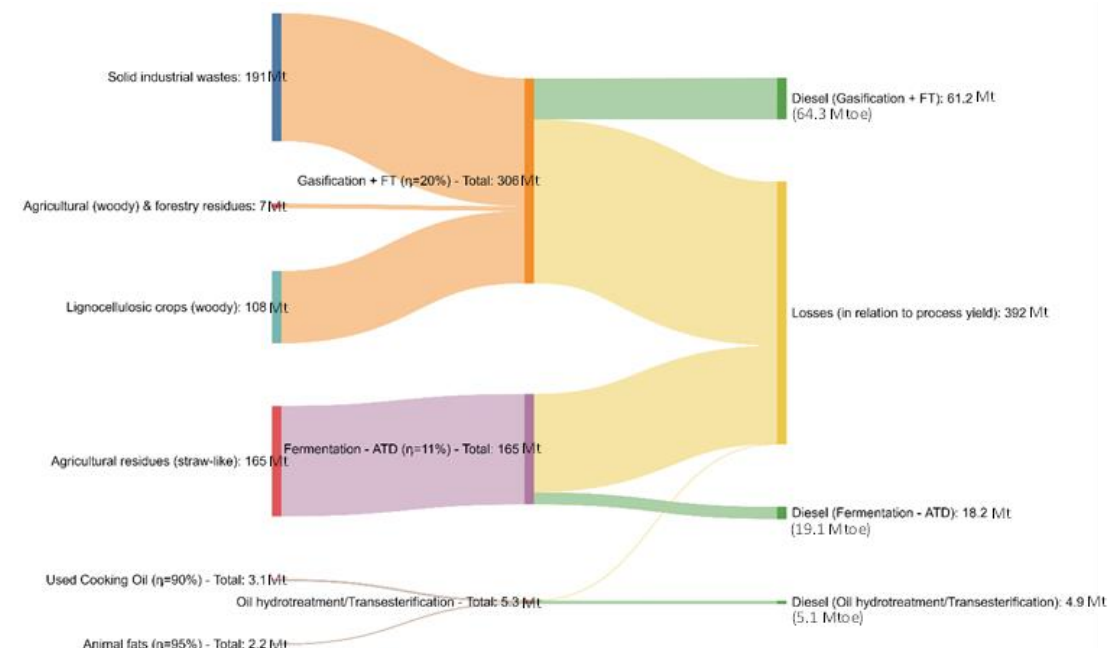 Solid industrial wastes: 191 Mt
Diesel (Gasification + FT): 61.2 Mt
(64.3 Mtoe)
Gasification + FT (η=20%) - Total: 306 Mt
Agricultural (woody) & forestry residues: 7 Mt
Lignocellulosic crops (woody): 108 Mt
Losses (in relation to process yield): 392 Mt
Fermentation - ATD (η=11%) - Total: 165 Mt
Agricultural residues (straw-like): 165 Mt
Diesel (Fermentation - ATD): 18.2 Mt
(19.1 Mtoe)
Used Cooking Oil (η=90%) - Total: 3.1 Mt
Oil hydrotreatment/Transesterification - Total: 5.3 Mt
Diesel (Oil hydrotreatment/Transesterification): 4.9 Mt
(5.1 Mtoe)
Animal fats (η=95%) - Total: 2.2 Mt